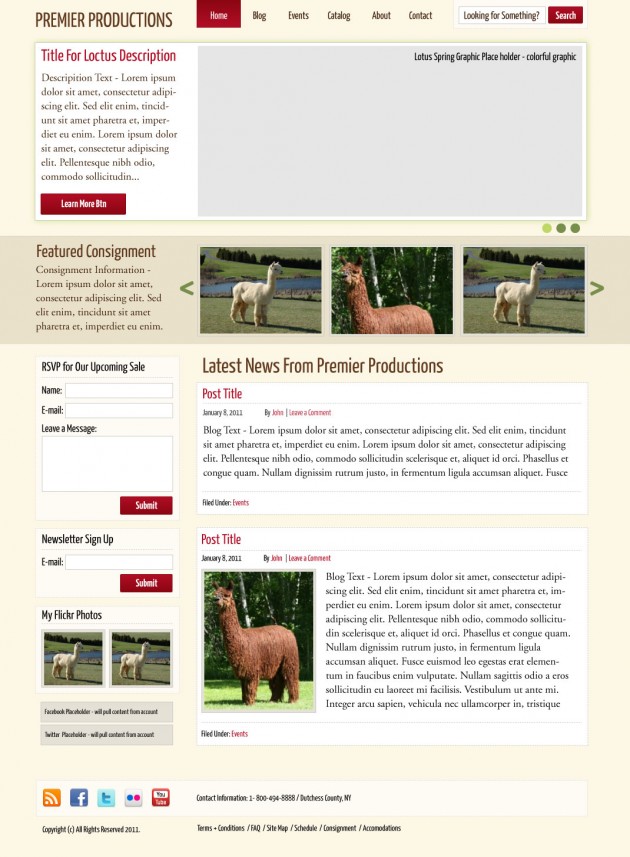 PREMIER PRODUCTIONS
Home Blog Events Catalog About Contact
Looking for Something? Search
Title For Loctus Description
Descripition Text - Lorem ipsum
dolor sit amet, consectetur adipi-
scing elit. Sed elit enim, tincid-
unt sit amet pharetra et, imper-
diet eu enim. Lorem ipsum dolor
sit amet, consectetur adipiscing
elit. Pellentesque nibh odio,
commodo sollicitudin...
Learn More Btn
Lotus Spring Graphic Place holder - colorful graphic
Featured Consignment
Consignment Information -
Lorem ipsum dolor sit amet,
consectetur adipiscing elit. Sed
elit enim, tincidunt sit amet
pharetra et, imperdiet eu enim.
< >
RSVP for Our Upcoming Sale
Name:
E-mail:
Leave a Message:
Submit
Newsletter Sign Up
E-mail:
Submit
My Flickr Photos
Facebook Placeholder - will pull content from account
Twitter Placeholder - will pull content from account
Latest News From Premier Productions
Post Title
January 8, 2011 By John | Leave a Comment
Blog Text - Lorem ipsum dolor sit amet, consectetur adipiscing elit. Sed elit enim, tincidunt
sit amet pharetra et, imperdiet eu enim. Lorem ipsum dolor sit amet, consectetur adipiscing
elit. Pellentesque nibh odio, commodo sollicitudin scelerisque et, aliquet id orci. Phasellus et
congue quam. Nullam dignissim rutrum justo, in fermentum ligula accumsan aliquet. Fusce
Filed Under: Events
Post Title
January 8, 2011 By John | Leave a Comment
Blog Text - Lorem ipsum dolor sit amet, consectetur adipi-
scing elit. Sed elit enim, tincidunt sit amet pharetra et, im-
perdiet eu enim. Lorem ipsum dolor sit amet, consectetur
adipiscing elit. Pellentesque nibh odio, commodo sollicitu-
din scelerisque et, aliquet id orci. Phasellus et congue quam.
Nullam dignissim rutrum justo, in fermentum ligula
accumsan aliquet. Fusce euismod leo egestas erat elemen-
tum in faucibus enim vulputate. Nullam sagittis odio a eros
sollicitudin eu laoreet mi facilisis. Vestibulum ut ante mi.
Integer arcu sapien, vehicula nec ullamcorper in, tristique
Filed Under: Events
You Tube
Contact Information: 1- 800-494-8888 / Dutchess County, NY
Copyright (c) All Rights Reserved 2011.
Terms + Conditions / FAQ / Site Map / Schedule / Consignment / Accomodations